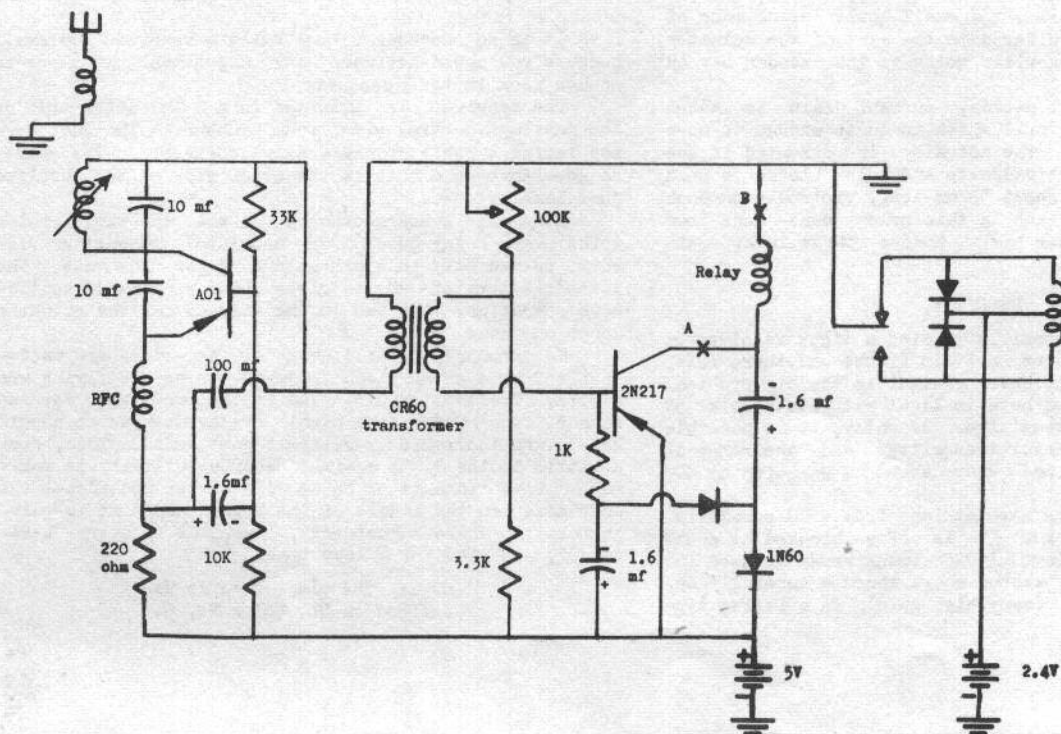 10 mf
33K
10 mf
A01
RFC
100 mf
1.6mf
+ -
220
ohm
10K
100K
CR60
transformer
3.3K
1K
1.6
mf
-
+
2N217
A
B
Relay
-
1.6 mf
+
1N60
+
5V
-
+
2.4V
-